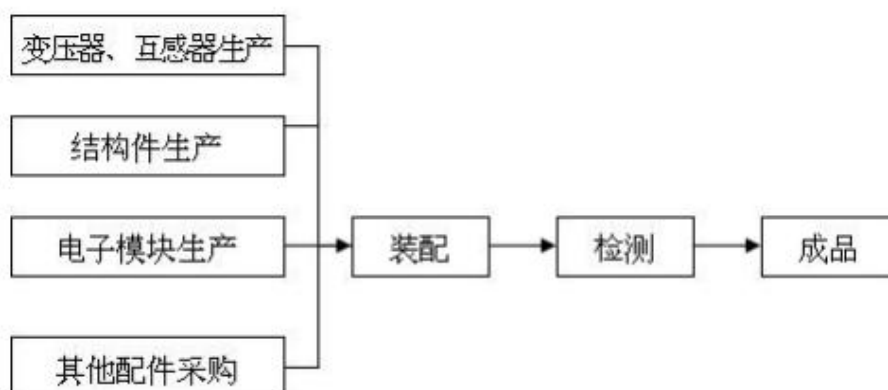 变压器、互感器生产
结构件生产
电子模块生产
装配
检测
成品
其他配件采购